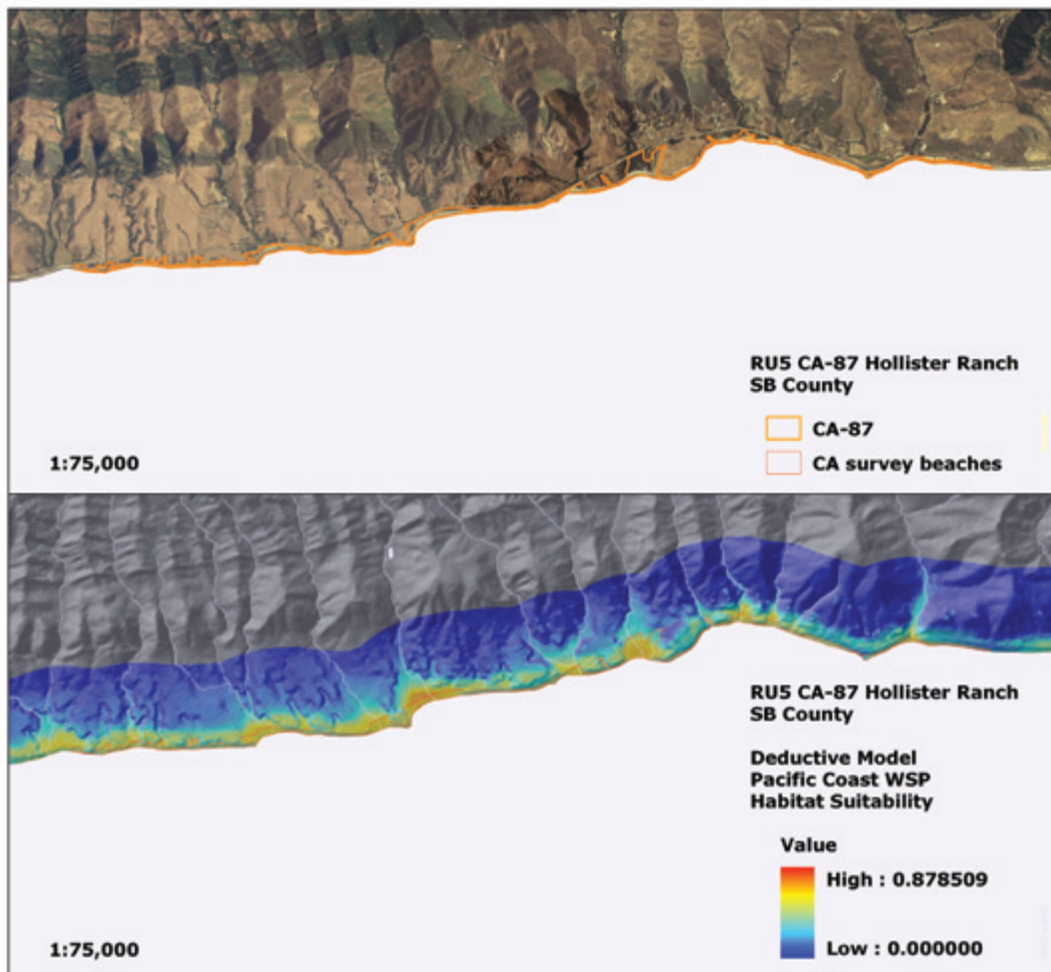 RU5 CA-87 Hollister Ranch
SB County
CA-87
CA survey beaches
1:75,000
RU5 CA-87 Hollister Ranch
SB County
Deductive Model
Pacific Coast WSP
Habitat Suitability
Value
High : 0.878509
Low : 0.000000
1:75,000